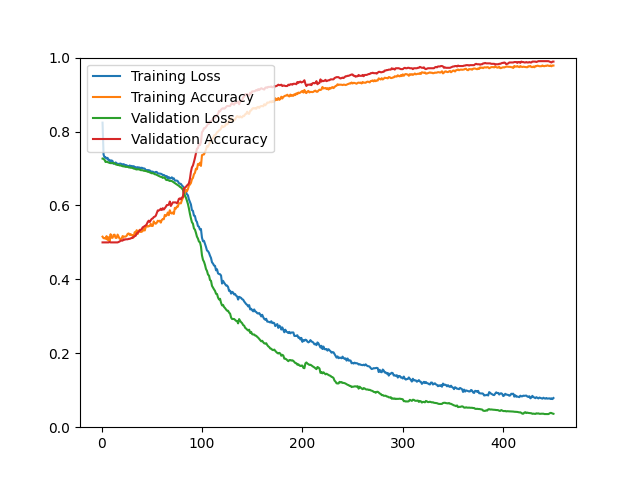 1.0
0.8
0.6
0.4
0.2
0.0
Training Loss
Training Accuracy
Validation Loss
Validation Accuracy
0 100 200 300 400